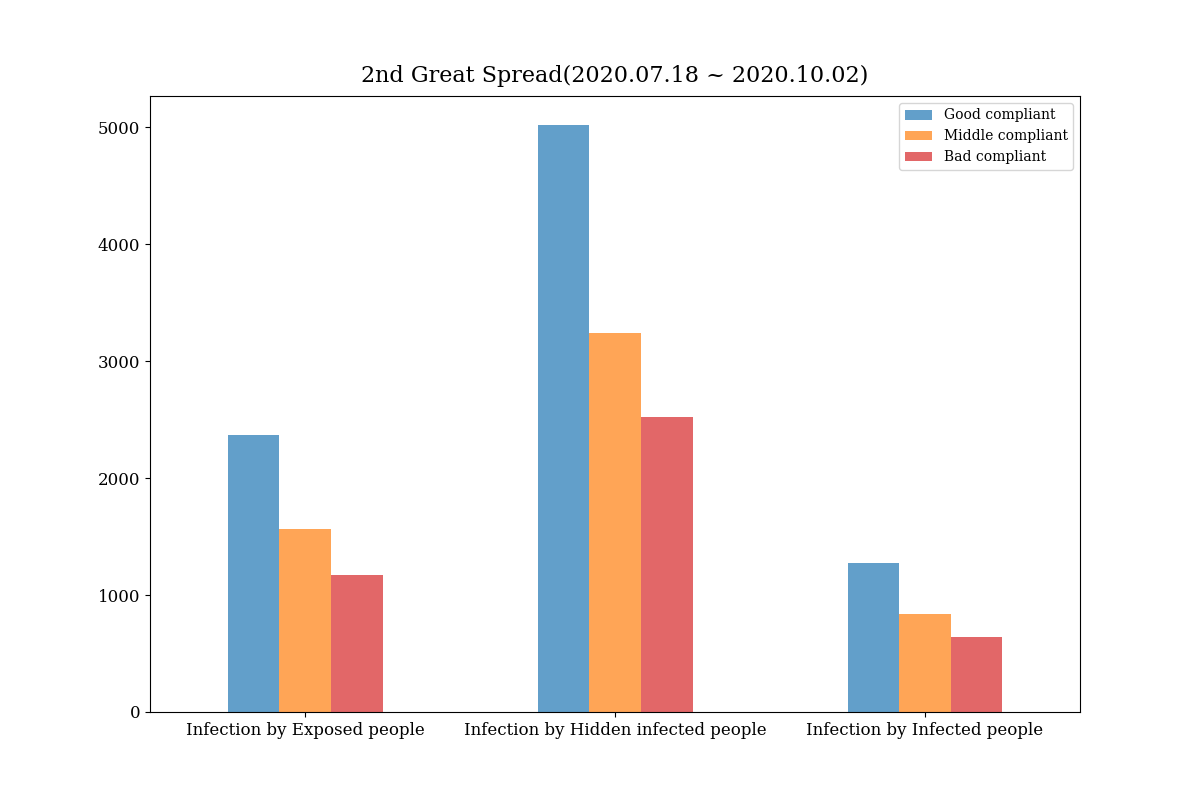 2nd Great Spread(2020.07.18 ~ 2020.10.02)
Good compliant
Middle compliant
Bad compliant
5000
4000
3000
2000
1000
0
Infection by Exposed people
Infection by Hidden infected people
Infection by Infected people